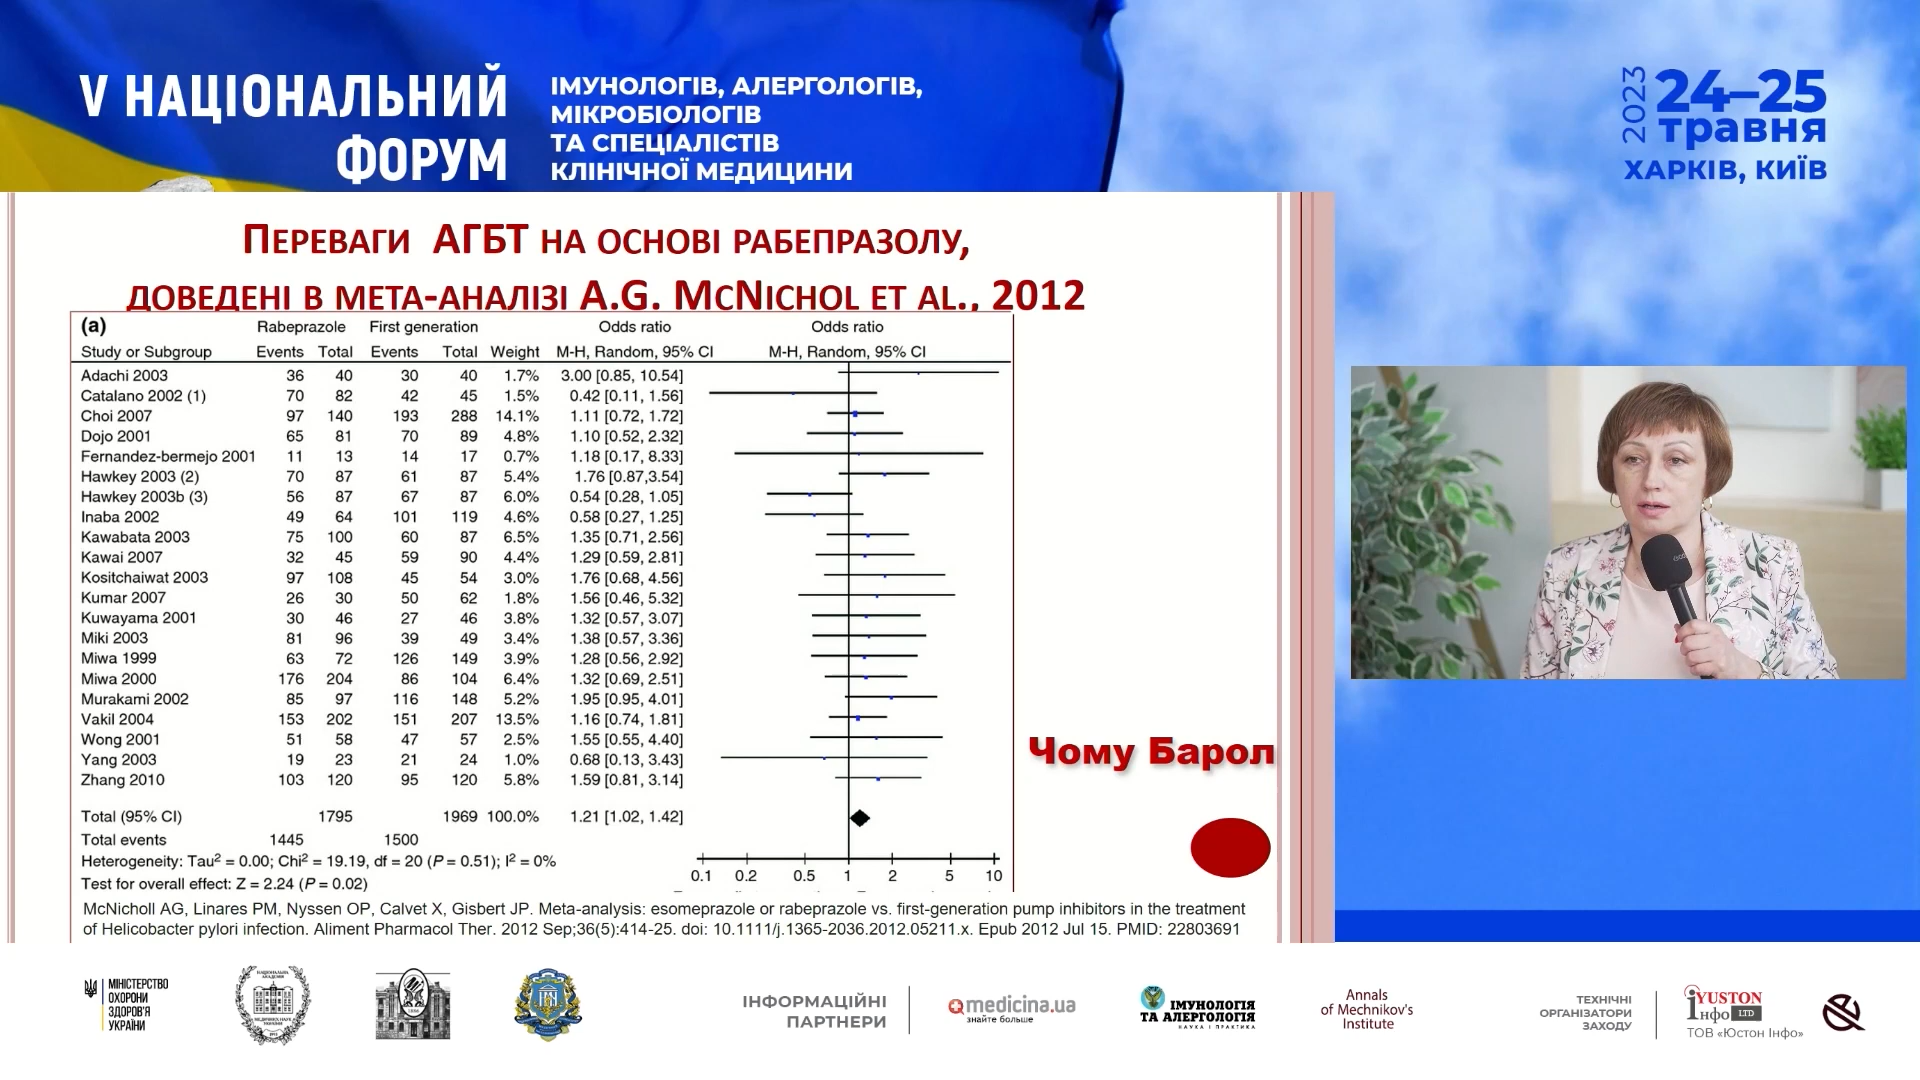 V НАЦІОНАЛЬНИЙ
ФОРУМ
ІМУНОЛОГІВ, АЛЕРГОЛОГІВ,
МІКРОБІОЛОГІВ
ТА СПЕЦІАЛІСТІВ
КЛІНІЧНОЇ МЕДИЦИНИ
2023
24–25
травня
ХАРКІВ, КИЇВ
Переваги АГБТ на основі рабепразолу,
доведені в мета-аналізі A.G. McNichol et al., 2012
(a) Rabeprazole First generation Odds ratio Odds ratio
Study or Subgroup Events Total Events Total Weight M-H, Random, 95% CI M-H, Random, 95% CI
Adachi 2003 36 40 30 40 1.7% 3.00 [0.85, 10.54]
Catalano 2002 (1) 70 82 42 45 1.5% 0.42 [0.11, 1.56]
Choi 2007 97 140 193 288 14.1% 1.11 [0.72, 1.72]
Dojo 2001 65 81 70 89 4.8% 1.10 [0.52, 2.32]
Fernandez-bermejo 2001 11 13 14 17 0.7% 1.18 [0.17, 8.33]
Hawkey 2003 (2) 70 87 61 87 5.4% 1.76 [0.87,3.54]
Hawkey 2003b (3) 56 87 67 87 6.0% 0.54 [0.28, 1.05]
Inaba 2002 49 64 101 119 4.6% 0.58 [0.27, 1.25]
Kawabata 2003 75 100 60 87 6.5% 1.35 [0.71, 2.56]
Kawai 2007 32 45 59 90 4.4% 1.29 [0.59, 2.81]
Kositchaiwat 2003 97 108 45 54 3.0% 1.76 [0.68, 4.56]
Kumar 2007 26 30 50 62 1.8% 1.56 [0.46, 5.32]
Kuwayama 2001 30 46 27 46 3.8% 1.32 [0.57, 3.07]
Miki 2003 81 96 39 49 3.4% 1.38 [0.57, 3.36]
Miwa 1999 63 72 126 149 3.9% 1.28 [0.56, 2.92]
Miwa 2000 176 204 86 104 6.4% 1.32 [0.69, 2.51]
Murakami 2002 85 97 116 148 5.2% 1.95 [0.95, 4.01]
Vakil 2004 153 202 151 207 13.5% 1.16 [0.74, 1.81]
Wong 2001 51 58 47 57 2.5% 1.55 [0.55, 4.40]
Yang 2003 19 23 21 24 1.0% 0.68 [0.13, 3.43]
Zhang 2010 103 120 95 120 5.8% 1.59 [0.81, 3.14]
Total (95% CI) 1795 1969 100.0% 1.21 [1.02, 1.42]
Total events 1445 1500
Heterogeneity: Tau² = 0.00; Chi² = 19.19, df = 20 (P = 0.51); I² = 0%
Test for overall effect: Z = 2.24 (P = 0.02)
0.1 0.2 0.5 1 2 5 10
Чому Барол
McNicholl AG, Linares PM, Nyssen OP, Calvet X, Gisbert JP. Meta-analysis: esomeprazole or rabeprazole vs. first-generation pump inhibitors in the treatment
of Helicobacter pylori infection. Aliment Pharmacol Ther. 2012 Sep;36(5):414-25. doi: 10.1111/j.1365-2036.2012.05211.x. Epub 2012 Jul 15. PMID: 22803691
МІНІСТЕРСТВО
ОХОРОНИ
ЗДОРОВ'Я
УКРАЇНИ
ІНФОРМАЦІЙНІ
ПАРТНЕРИ
medicina.ua
знайте больше
ІМУНОЛОГІЯ
ТА АЛЕРГОЛОГІЯ
НАУКА І ПРАКТИКА
Annals
of Mechnikov's
Institute
ТЕХНІЧНІ
ОРГАНІЗАТОРИ
ЗАХОДУ
YUSTON
Інфо LTD
ТОВ «Юстон Інфо»